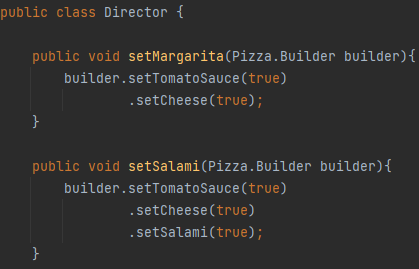 public class Director {
public void setMargarita(Pizza.Builder builder){
builder.setTomatoSauce(true)
.setCheese(true);
}
public void setSalami(Pizza.Builder builder){
builder.setTomatoSauce(true)
.setCheese(true)
.setSalami(true);
}